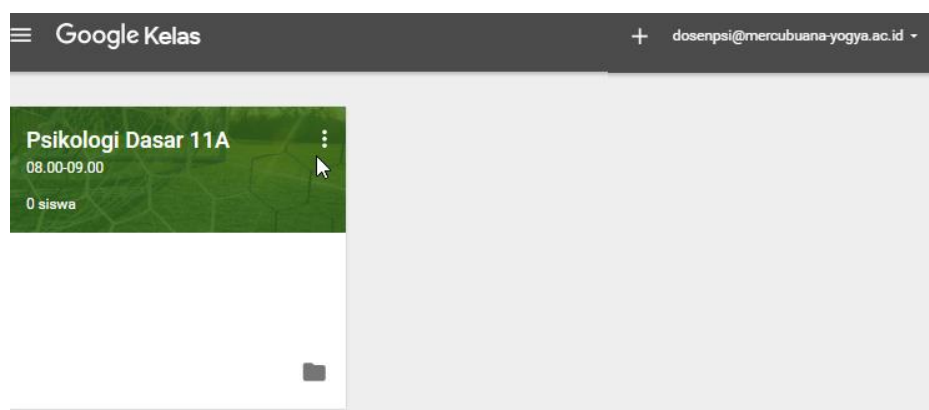 Google Kelas
dosenpsi@mercubuana-yogya.ac.id
Psikologi Dasar 11A
08.00-09.00
0 siswa